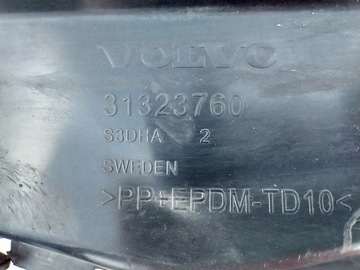 VOLVO
31323760
S3DHA 2
SWEDEN
>PP+EPDM-TD10<